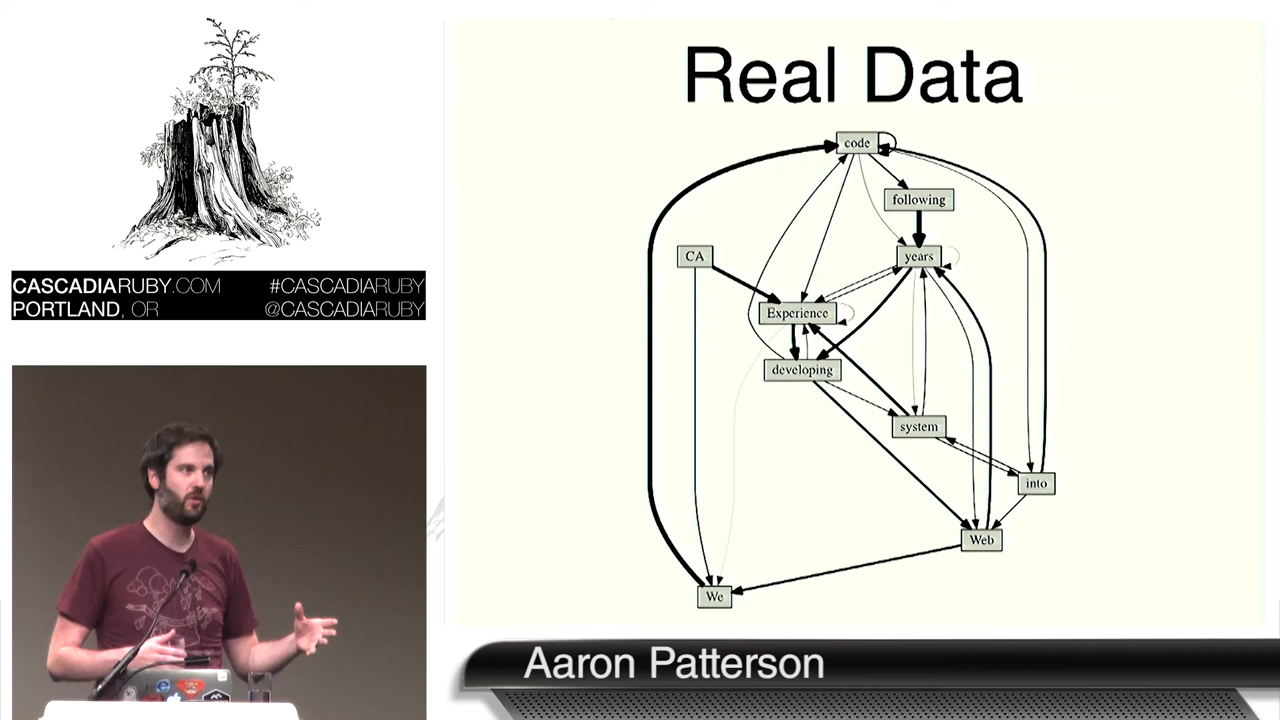 CASCADIARUBY.COM #CASCADIARUBY
PORTLAND, OR @CASCADIARUBY
Real Data
code
following
CA
years
Experience
developing
system
into
Web
We
Aaron Patterson